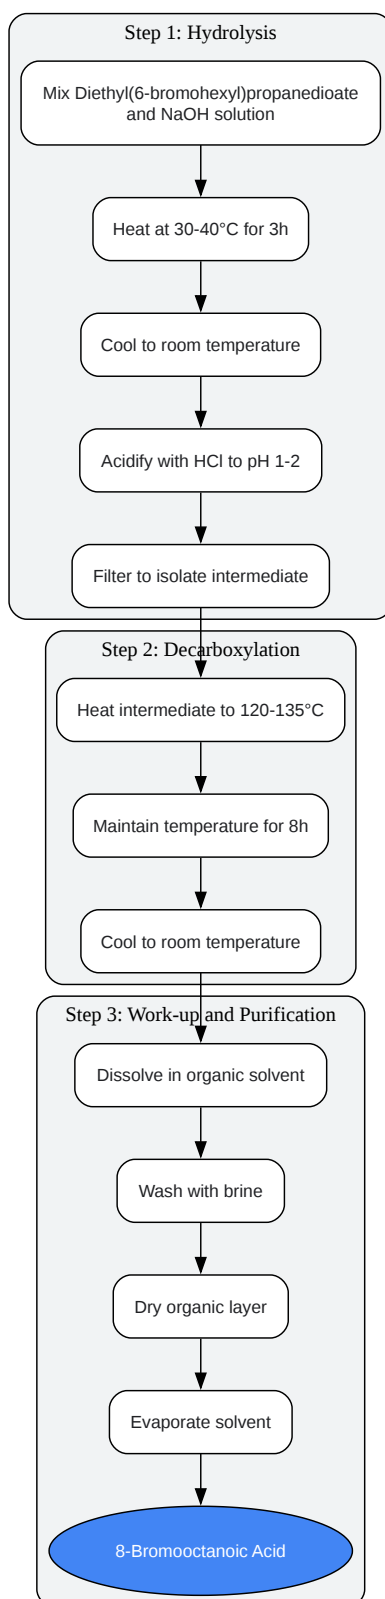 Step 1: Hydrolysis
Mix Diethyl(6-bromohexyl)propanedioate
and NaOH solution
Heat at 30-40°C for 3h
Cool to room temperature
Acidify with HCl to pH 1-2
Filter to isolate intermediate
Step 2: Decarboxylation
Heat intermediate to 120-135°C
Maintain temperature for 8h
Cool to room temperature
Step 3: Work-up and Purification
Dissolve in organic solvent
Wash with brine
Dry organic layer
Evaporate solvent
8-Bromooctanoic Acid